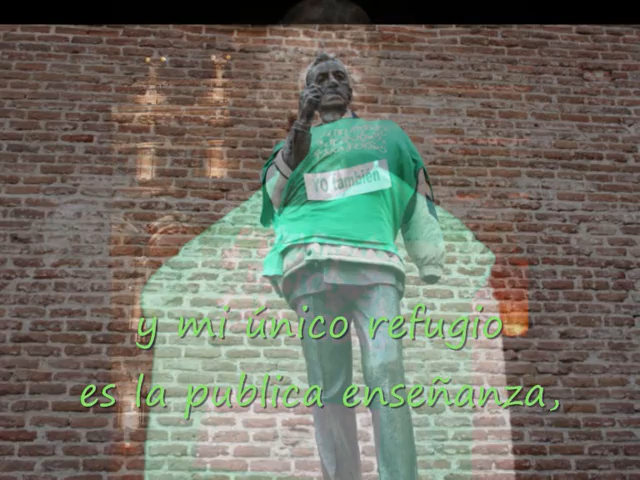 YO también
y mi único refugio
es la publica enseñanza,